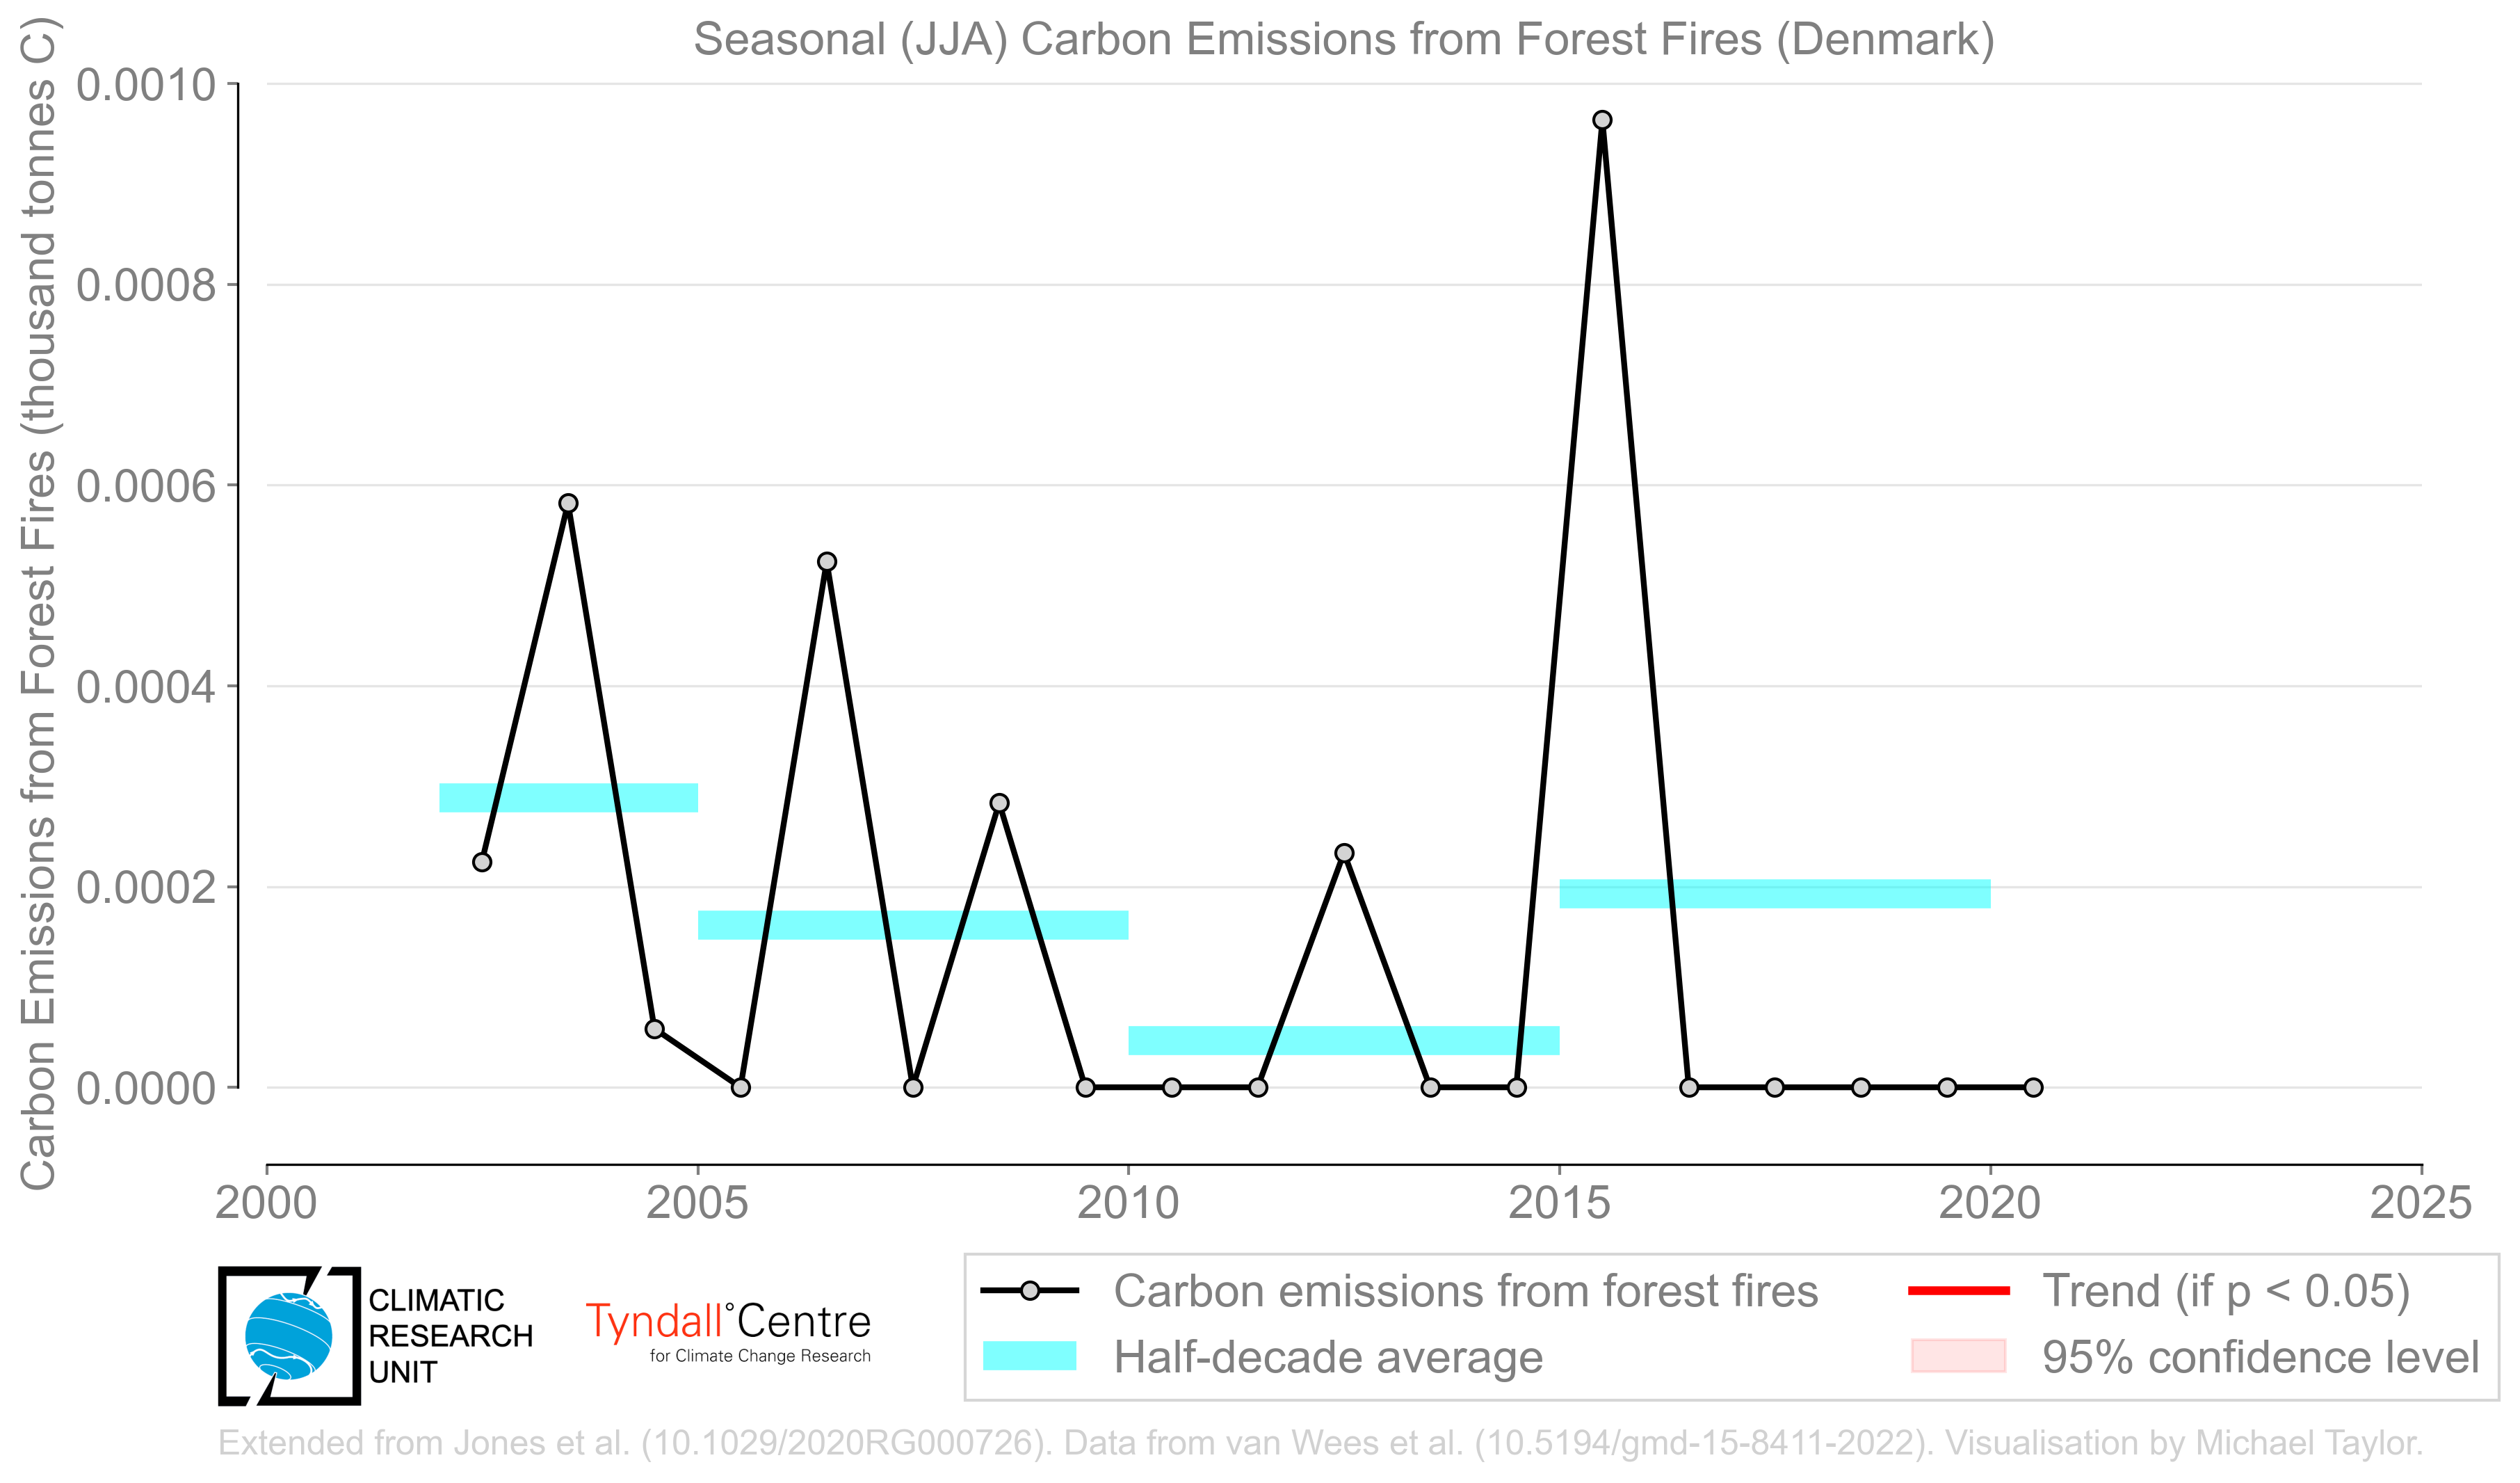 Seasonal (JJA) Carbon Emissions from Forest Fires (Denmark)
Carbon Emissions from Forest Fires (thousand tonnes C)
0.0010
0.0008
0.0006
0.0004
0.0002
0.0000
2000
2005
2010
2015
2020
2025
CLIMATIC
RESEARCH
UNIT
Tyndall°Centre
for Climate Change Research
Carbon emissions from forest fires
Half-decade average
Trend (if p < 0.05)
95% confidence level
Extended from Jones et al. (10.1029/2020RG000726). Data from van Wees et al. (10.5194/gmd-15-8411-2022). Visualisation by Michael Taylor.